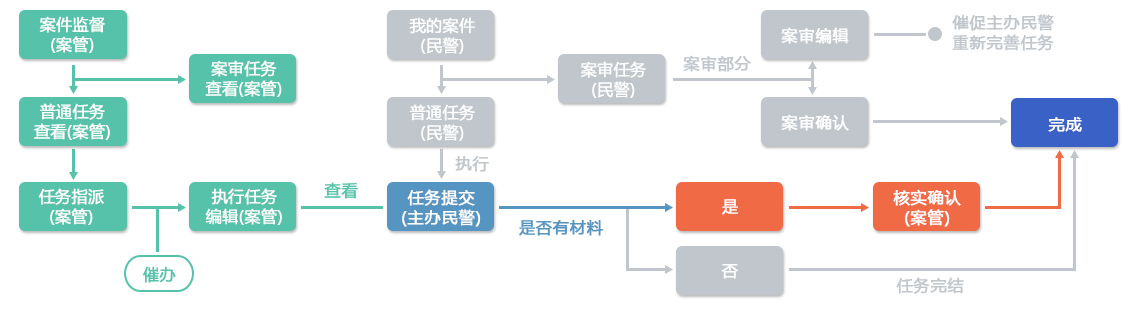 案件监督
(案管)
我的案件
(民警)
案审编辑
催促主办民警
重新完善任务
案审任务
查看(案管)
案审任务
(民警)
案审部分
普通任务
查看(案管)
普通任务
(民警)
案审确认
完成
执行
任务指派
(案管)
执行任务
编辑(案管)
查看
任务提交
(主办民警)
是否有材料
是
核实确认
(案管)
催办
否
任务完结